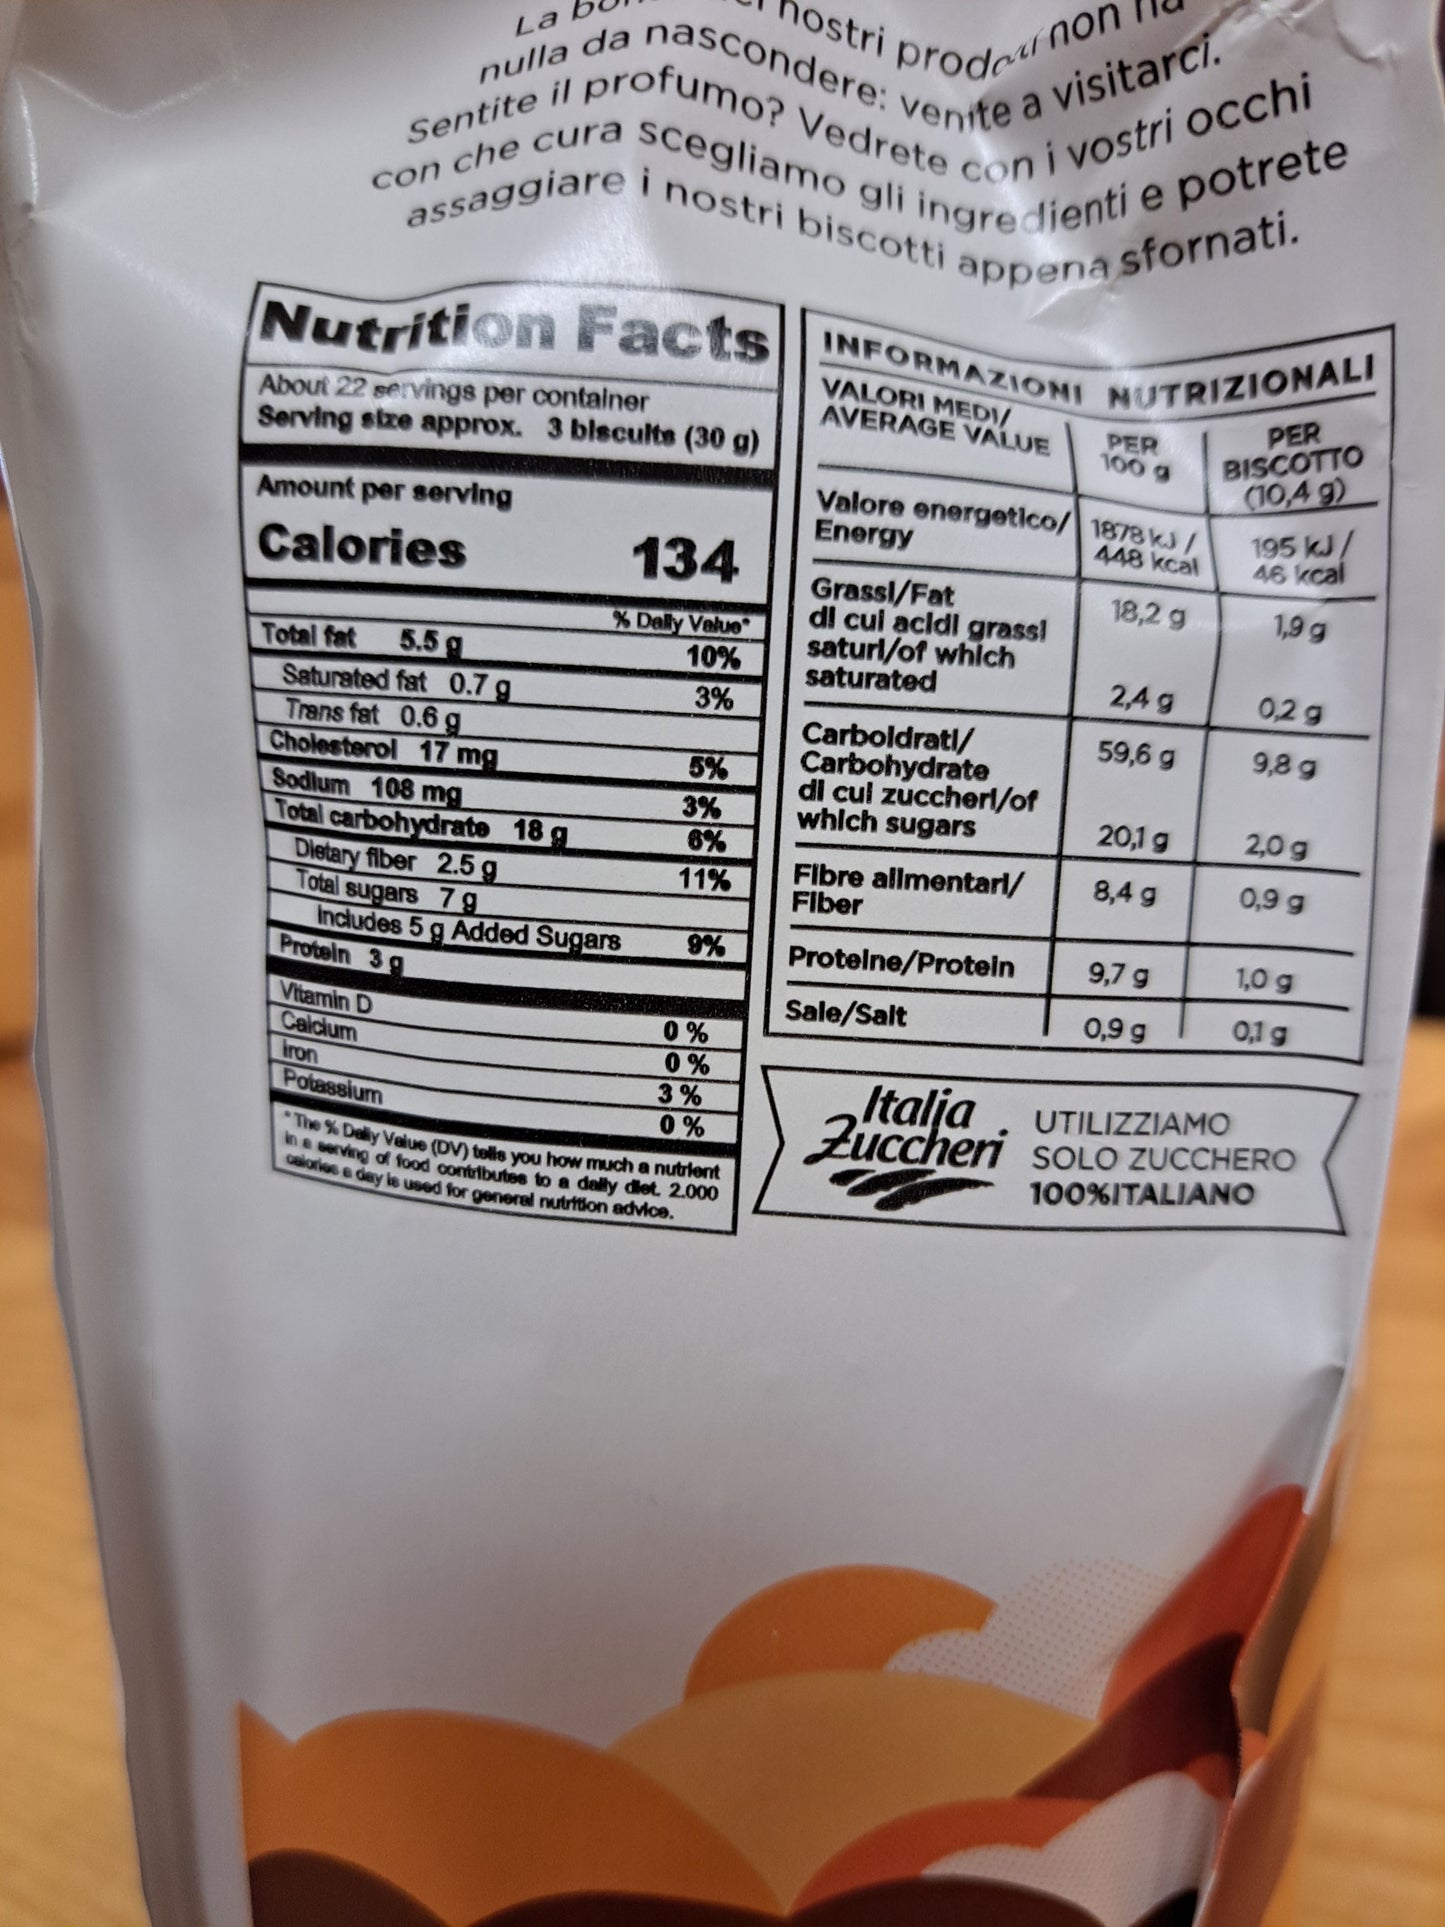 La dei nostri prodotti non ha
nulla da nascondere: venite a visitarci.
Sentite il profumo? Vedrete con i vostri occhi
con che cura scegliamo gli ingredienti e potrete
assaggiare i nostri biscotti appena sfornati.
Nutrition Facts
About 22 servings per container
Serving size approx. 3 biscuits (30 g)
Amount per serving
Calories 134
% Daily Value*
Total fat 5.5 g 10%
Saturated fat 0.7 g 3%
Trans fat 0.6 g
Cholesterol 17 mg 5%
Sodium 108 mg 3%
Total carbohydrate 18 g 6%
Dietary fiber 2.5 g 11%
Total sugars 7 g
Includes 5 g Added Sugars 9%
Protein 3 g
Vitamin D 0 %
Calcium 0 %
Iron 3 %
Potassium 0 %
*The % Daily Value (DV) tells you how much a nutrient
in a serving of food contributes to a daily diet. 2.000
calories a day is used for general nutrition advice.
INFORMAZIONI NUTRIZIONALI
VALORI MEDI/
AVERAGE VALUE
PER
100 g
PER
BISCOTTO
(10,4 g)
Valore energetico/ 1878 kJ / 195 kJ /
Energy 448 kcal 46 kcal
Grassi/Fat 18,2 g 1,9 g
di cui acidi grassi
saturi/of which
saturated 2,4 g 0,2 g
Carboidrati/ 59,6 g 9,8 g
Carbohydrate
di cui zuccheri/of
which sugars 20,1 g 2,0 g
Fibre alimentari/ 8,4 g 0,9 g
Fiber
Proteine/Protein 9,7 g 1,0 g
Sale/Salt 0,9 g 0,1 g
Italia
Zuccheri
UTILIZZIAMO
SOLO ZUCCHERO
100%ITALIANO